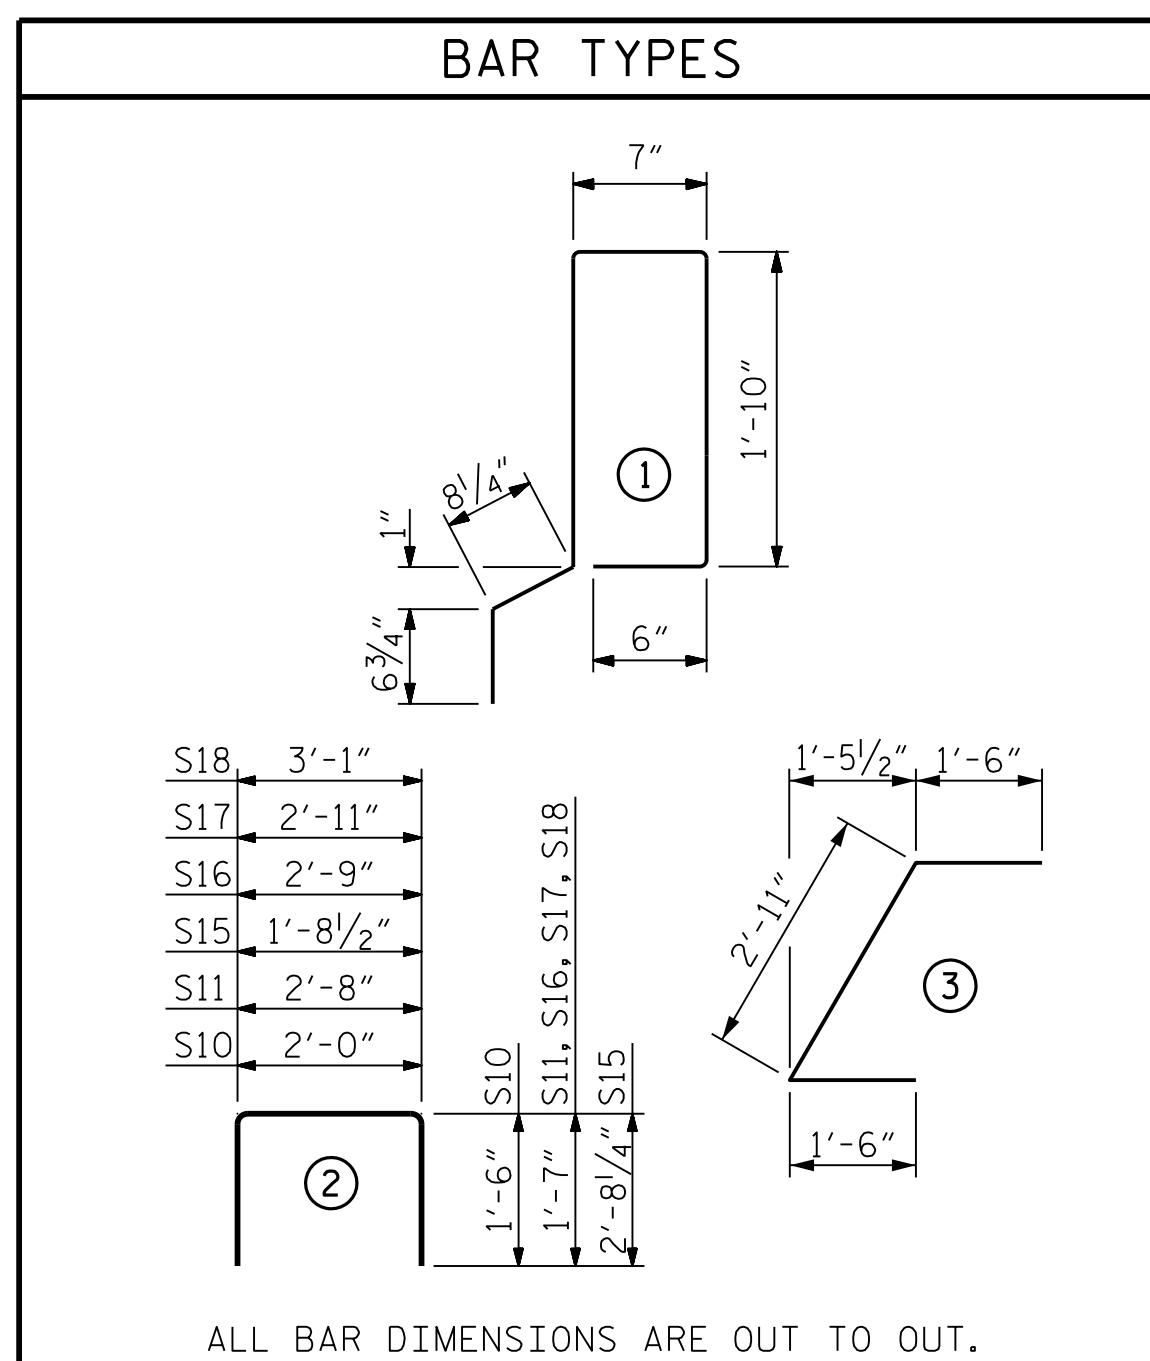 BAR TYPES
7"
1'-10"
1
8 1/4"
1"
6 3/4"
6"
S18 3'-1"
S17 2'-11"
S16 2'-9"
S15 1'-8 1/2"
S11 2'-8"
S10 2'-0"
S10
S11, S16, S17, S18
S15
1'-6"
1'-7"
2'-8 1/4"
2
1'-5 1/2" 1'-6"
2'-11"
3
1'-6"
ALL BAR DIMENSIONS ARE OUT TO OUT.